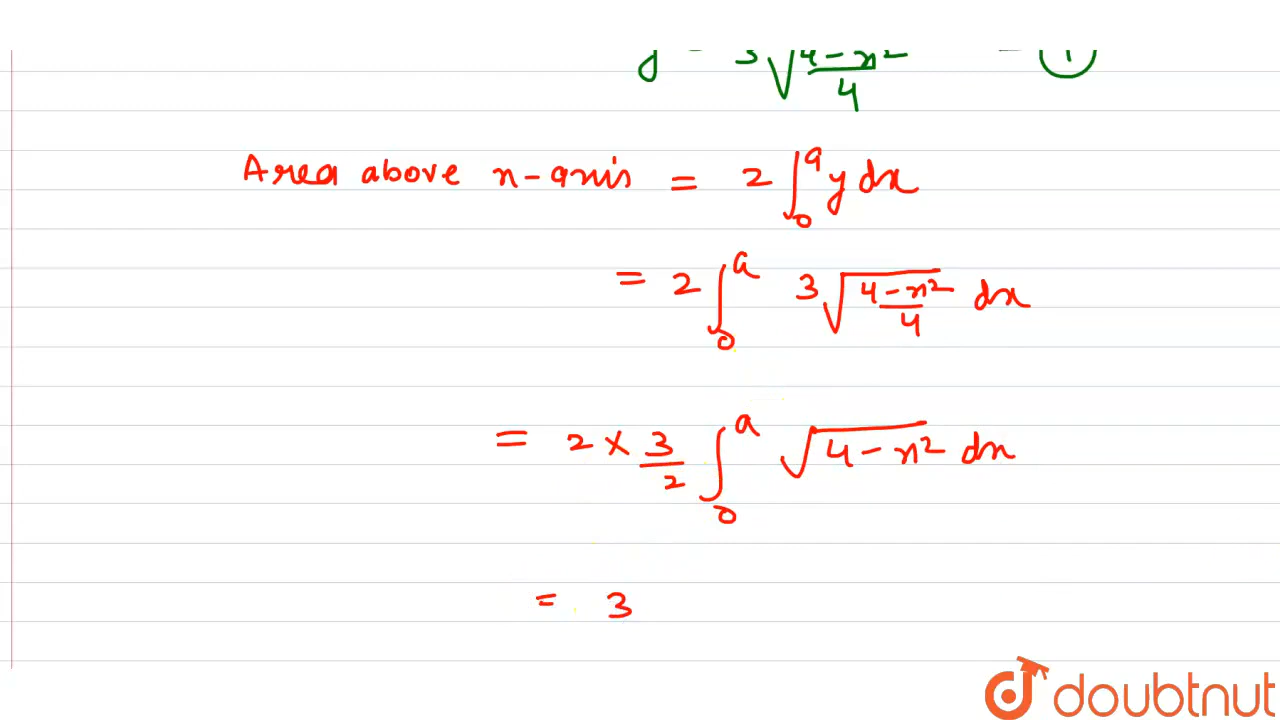 y = 3√(4-x²/4) = ①
Area above x-axis = 2 ∫₀ᵃ y dx
= 2 ∫₀ᵃ 3 √(4-x²/4) dx
= 2 × 3/2 ∫₀ᵃ √(4-x²) dx
= 3
doubtnut